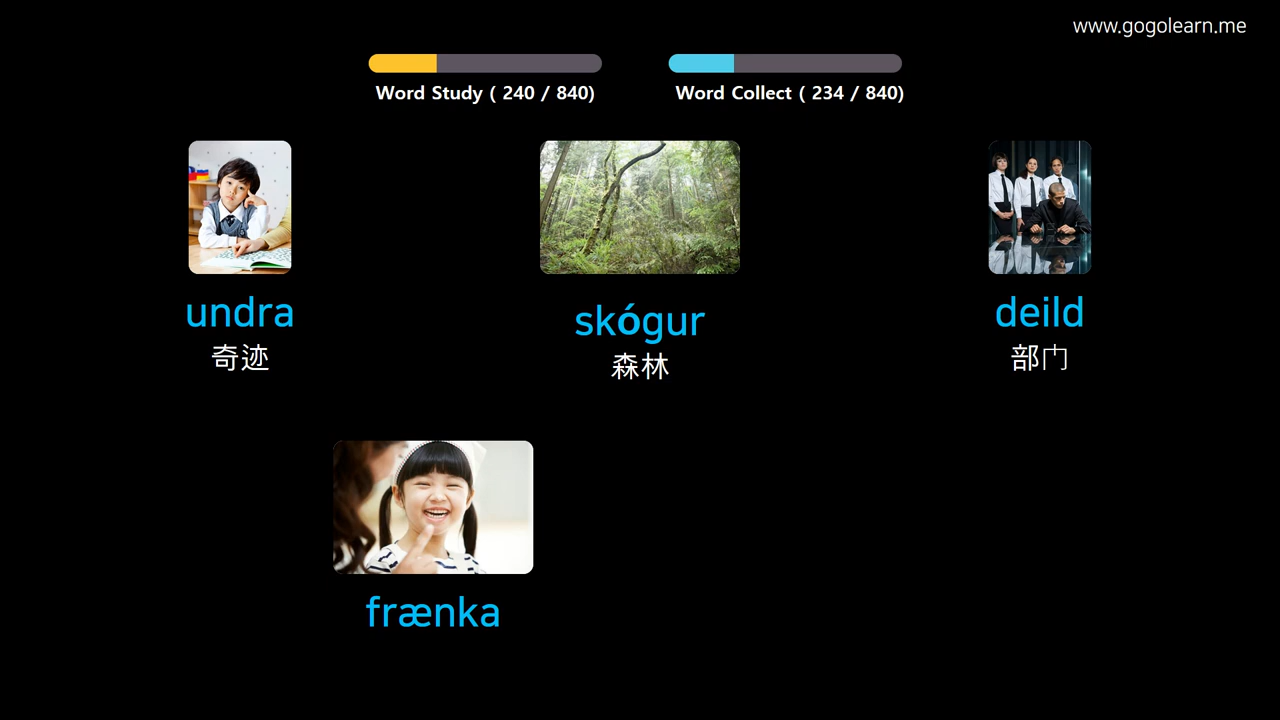 www.gogolearn.me
Word Study ( 240 / 840)
Word Collect ( 234 / 840)
undra
奇迹
skógur
森林
deild
部门
frænka